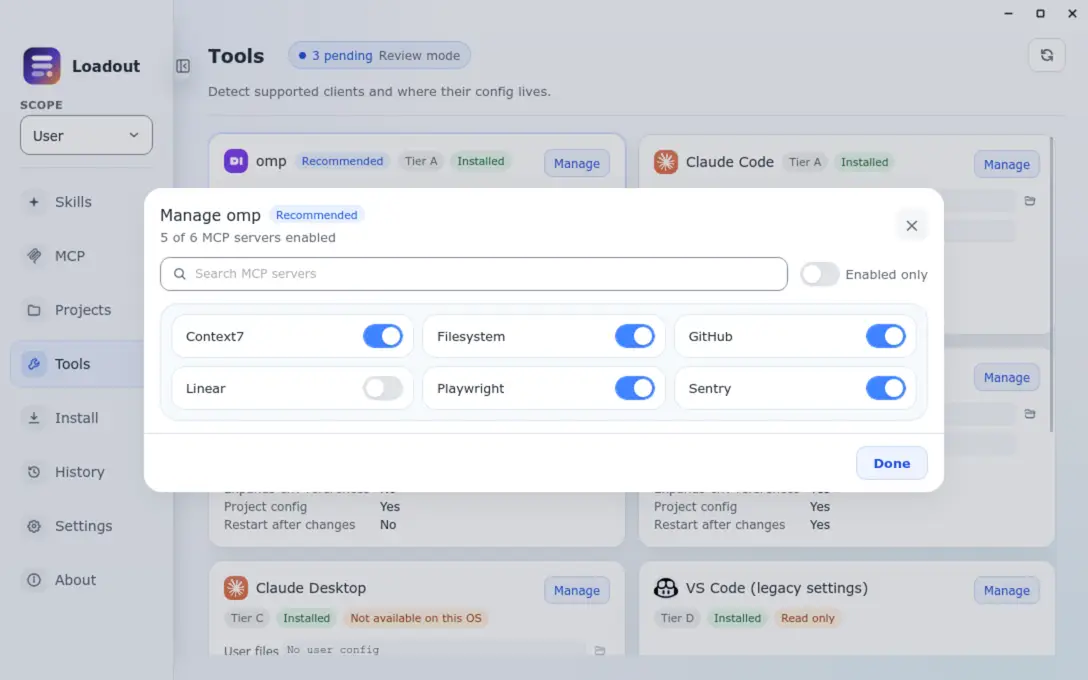 Loadout
SCOPE
User
Skills
MCP
Projects
Tools
Install
History
Settings
About
Tools
3 pending Review mode
Detect supported clients and where their config lives.
omp Recommended Tier A Installed Manage
Claude Code Tier A Installed Manage
Manage omp Recommended
5 of 6 MCP servers enabled
Search MCP servers
Enabled only
Context7
Filesystem
GitHub
Linear
Playwright
Sentry
Done
Manage
Project config Yes
Restart after changes No
Project config Yes
Restart after changes Yes
Claude Desktop Manage
Tier C Installed Not available on this OS
User files No user config
VS Code (legacy settings) Manage
Tier D Installed Read only